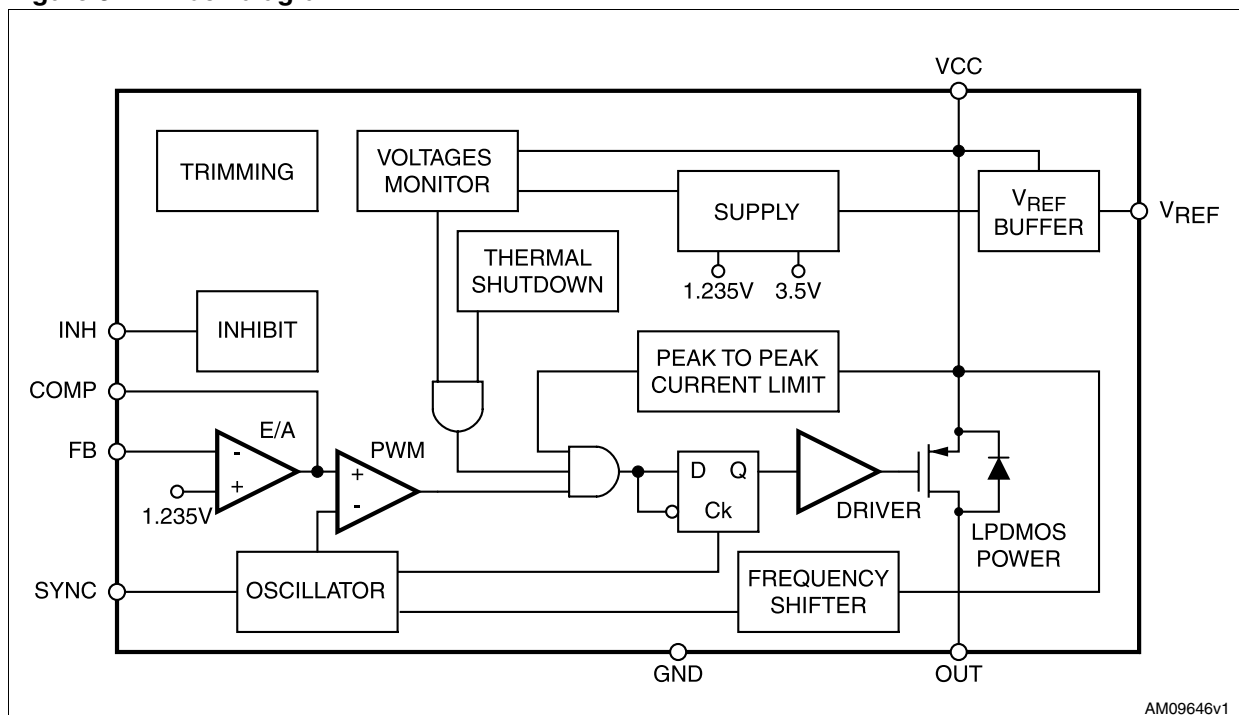 VCC
TRIMMING
VOLTAGES
MONITOR
SUPPLY
VREF
BUFFER
VREF
THERMAL
SHUTDOWN
1.235V 3.5V
INH
INHIBIT
PEAK TO PEAK
CURRENT LIMIT
COMP
FB
E/A
-
+
1.235V
PWM
+
-
D Q
Ck
DRIVER
LPDMOS
POWER
SYNC
OSCILLATOR
FREQUENCY
SHIFTER
GND
OUT
AM09646v1